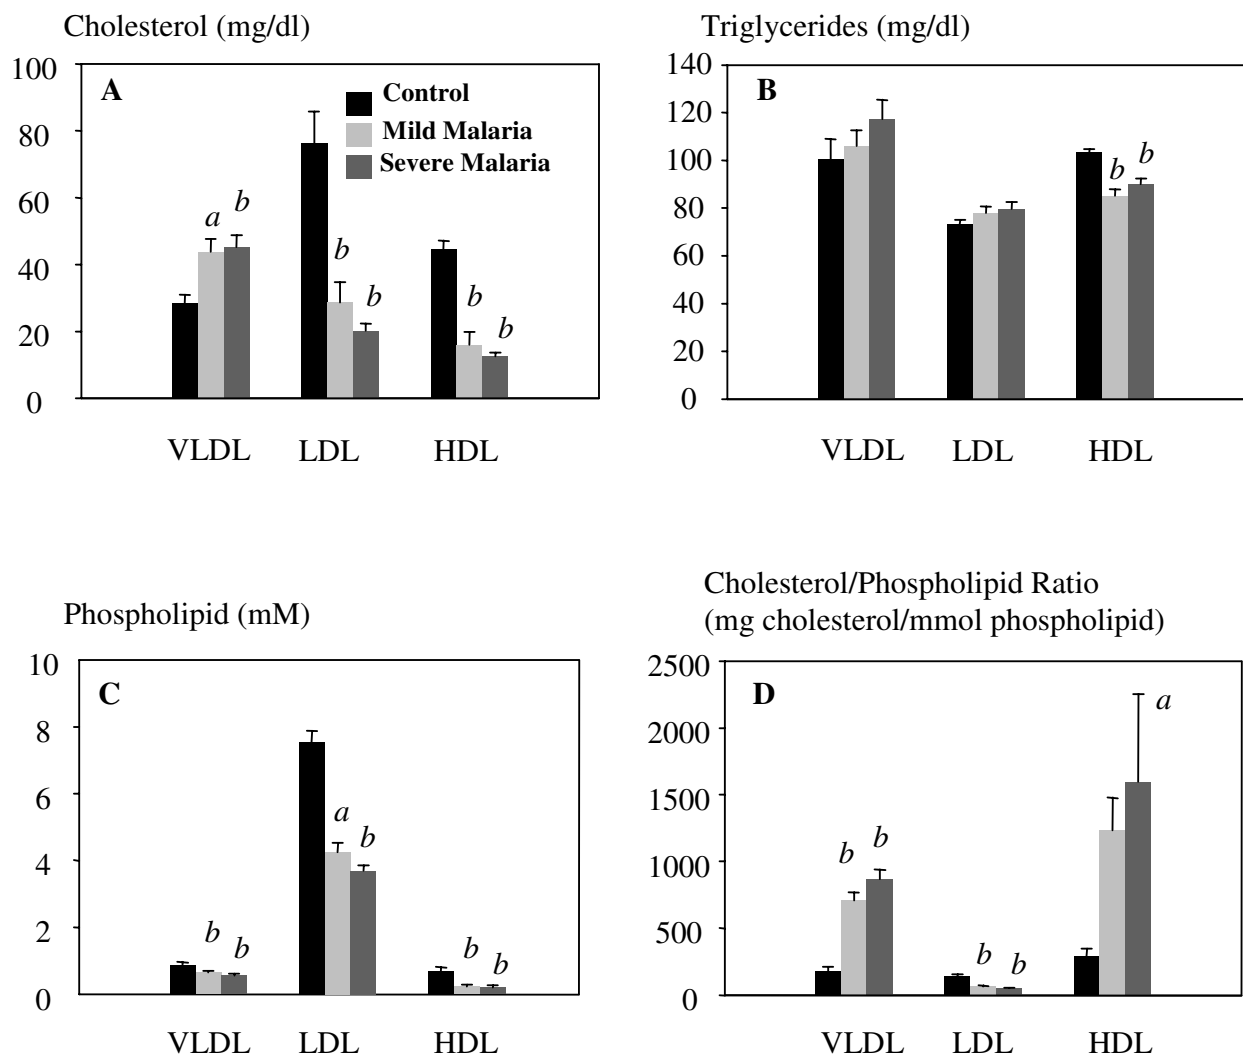 Cholesterol (mg/dl)
100
80
60
40
20
0
A
Control
Mild Malaria
Severe Malaria
a
b
b
b
b
b
VLDL
LDL
HDL
Triglycerides (mg/dl)
140
120
100
80
60
40
20
0
B
b
b
VLDL
LDL
HDL
Phospholipid (mM)
10
8
6
4
2
0
C
b
b
a
b
b
b
VLDL
LDL
HDL
Cholesterol/Phospholipid Ratio
(mg cholesterol/mmol phospholipid)
2500
2000
1500
1000
500
0
D
b
b
b
b
a
VLDL
LDL
HDL